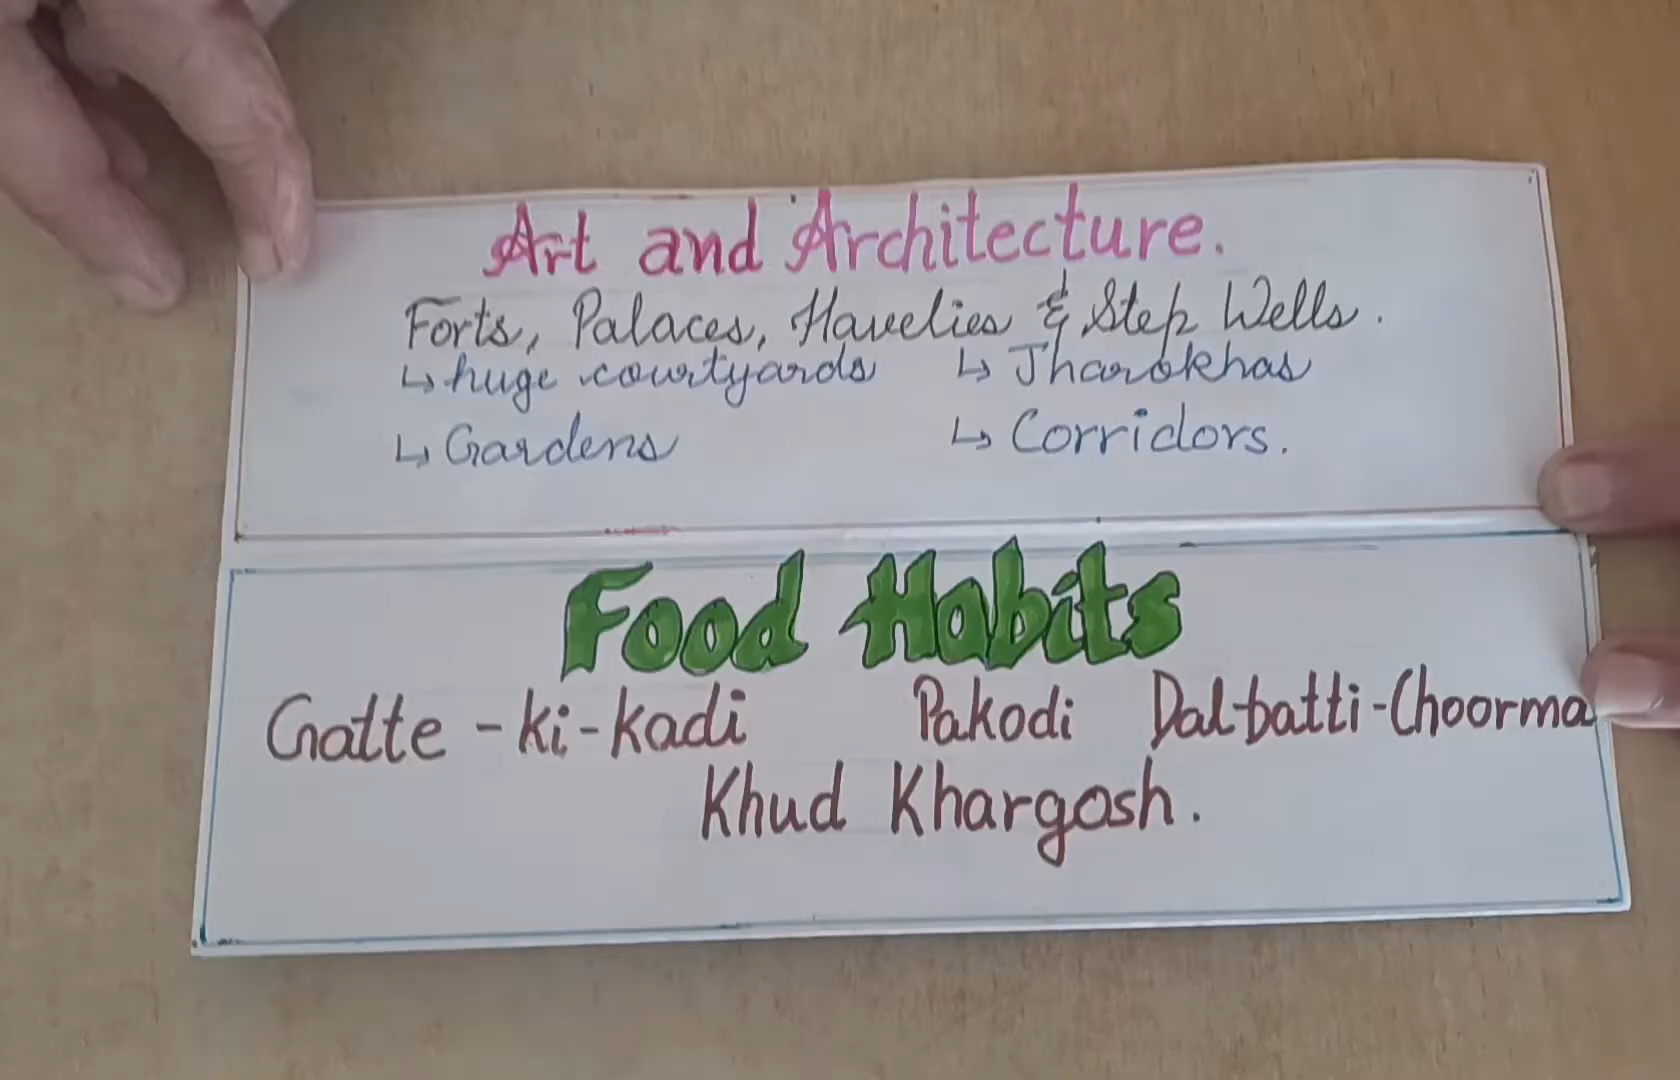 Art and Architecture.
Forts, Palaces, Havelies & Step Wells.
↳ huge courtyards ↳ Jharokhas
↳ Gardens ↳ Corridors.
Food Habits
Gatte - ki - kadi Pakodi Dal-batti-Choorma
Khud Khargosh.